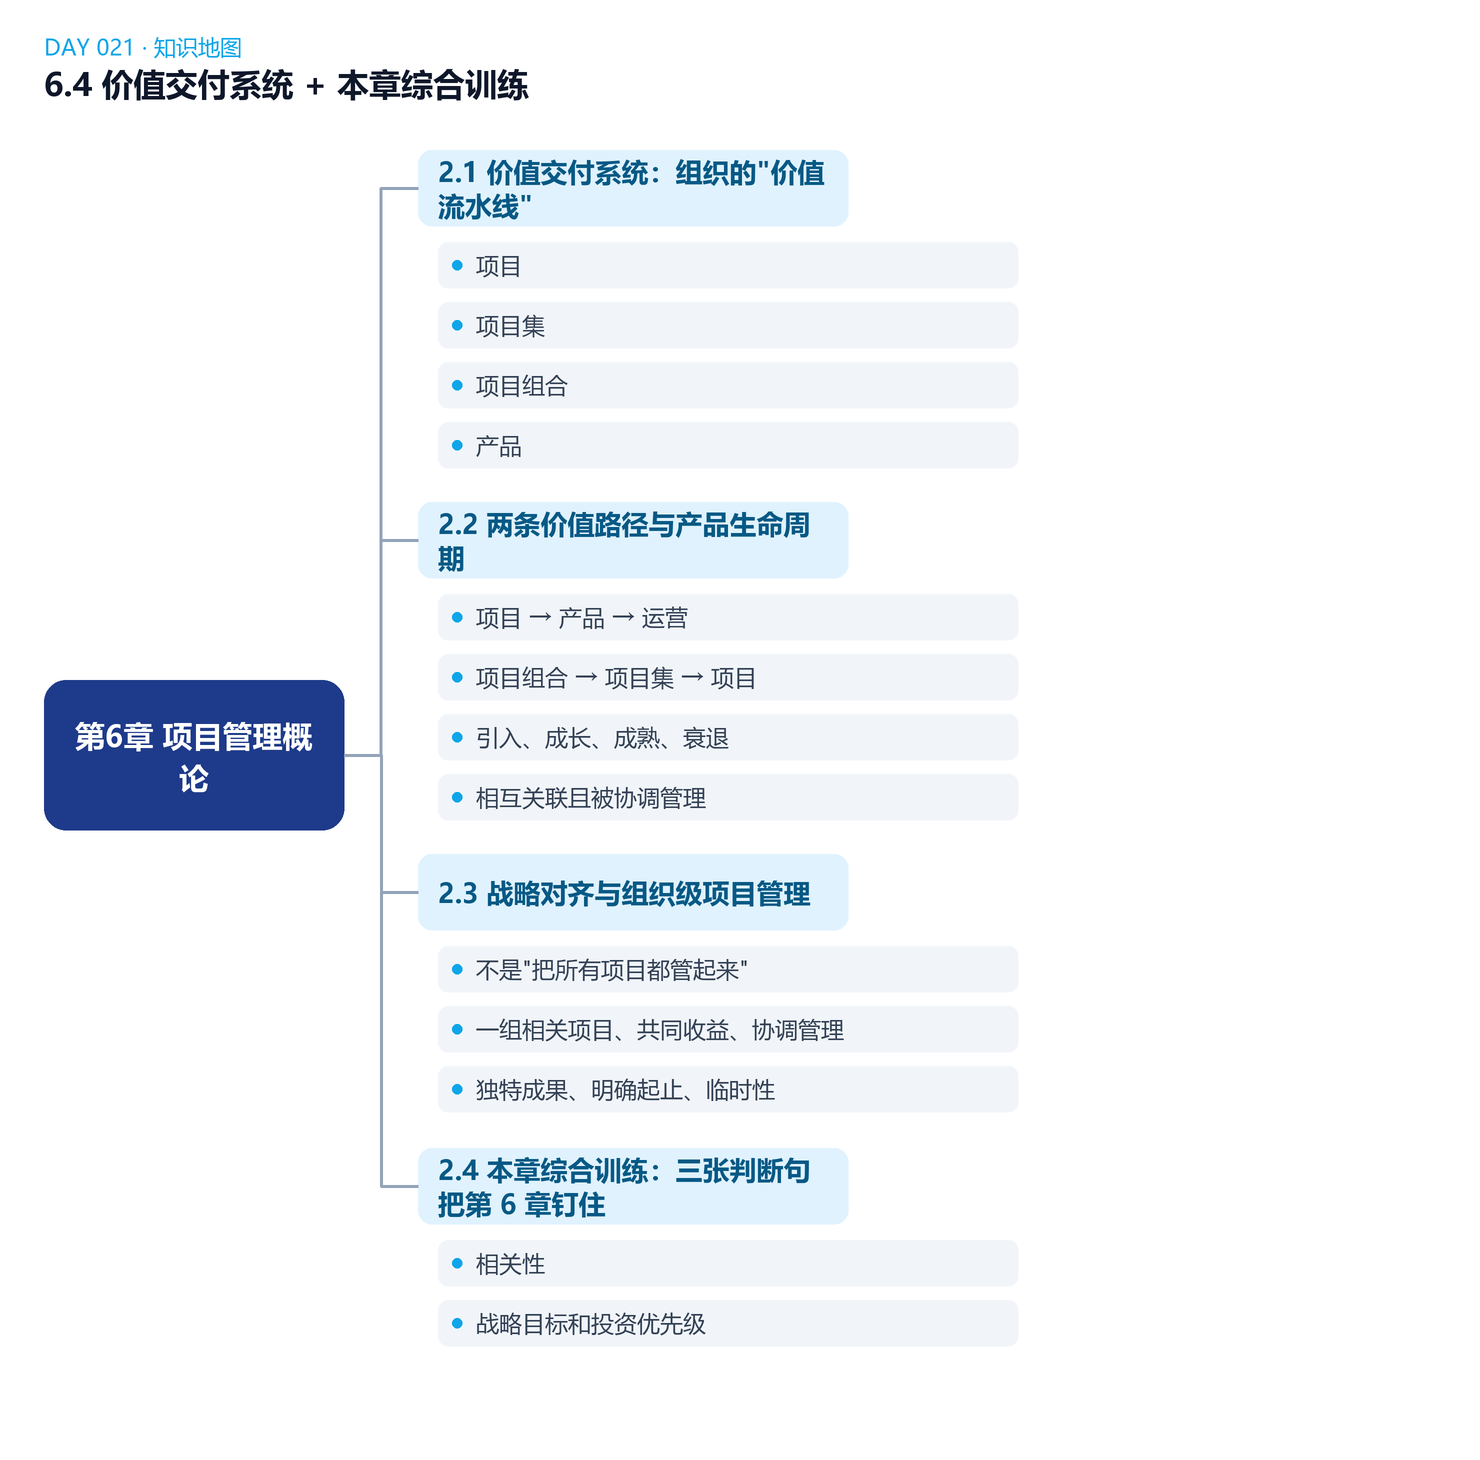 DAY 021 · 知识地图
6.4 价值交付系统 + 本章综合训练
2.1 价值交付系统：组织的"价值
流水线"
项目
项目集
项目组合
产品
2.2 两条价值路径与产品生命周
期
项目 → 产品 → 运营
项目组合 → 项目集 → 项目
引入、成长、成熟、衰退
相互关联且被协调管理
第6章 项目管理概
论
2.3 战略对齐与组织级项目管理
不是"把所有项目都管起来"
一组相关项目、共同收益、协调管理
独特成果、明确起止、临时性
2.4 本章综合训练：三张判断句
把第 6 章钉住
相关性
战略目标和投资优先级